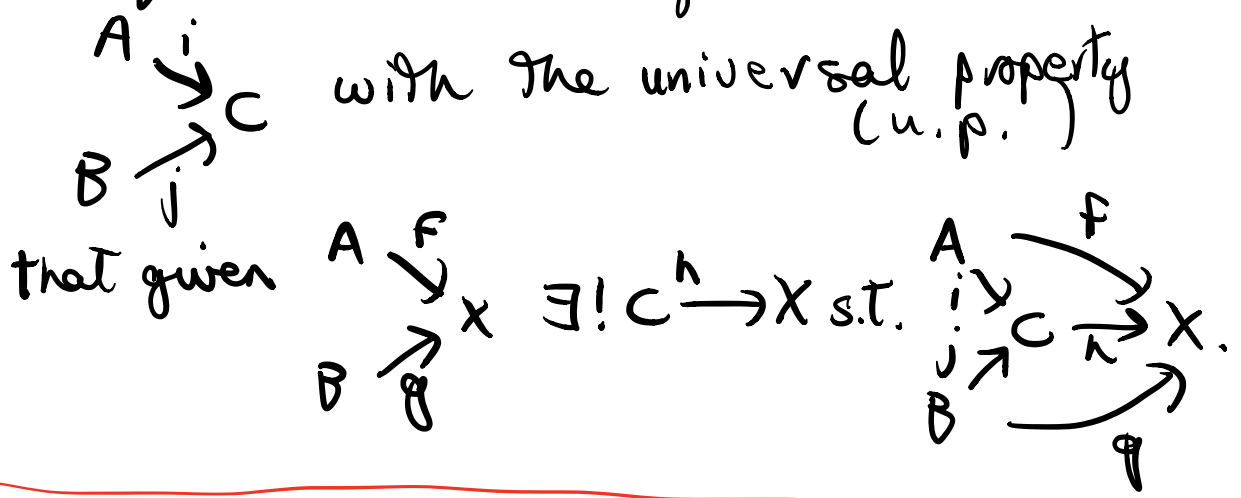 A i
C with the universal property
(u.p.)
B j
that given A f X ∃! C h X s.t. A f i C h X.
B g j B g